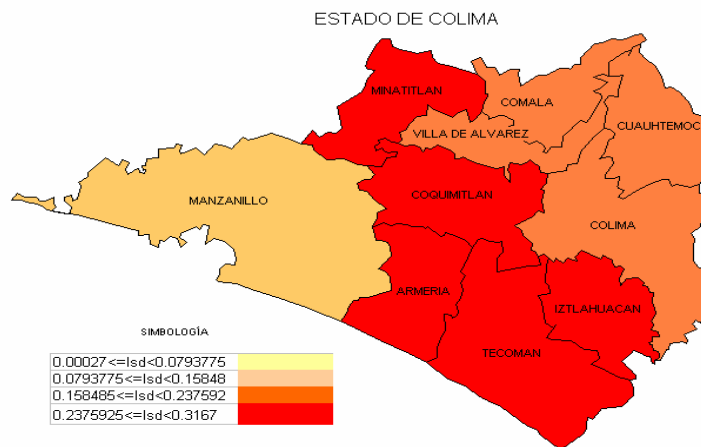 ESTADO DE COLIMA
MINATITLAN
COMALA
CUAUHTEMOC
VILLA DE ALVAREZ
MANZANILLO
COQUIMITLAN
COLIMA
ARMERIA
IZTLAHUACAN
TECOMAN
SIMBOLOGÍA
0.00027<=Isd<0.0793775
0.0793775<=Isd<0.15848
0.158485<=Isd<0.237592
0.2375925<=Isd<0.3167